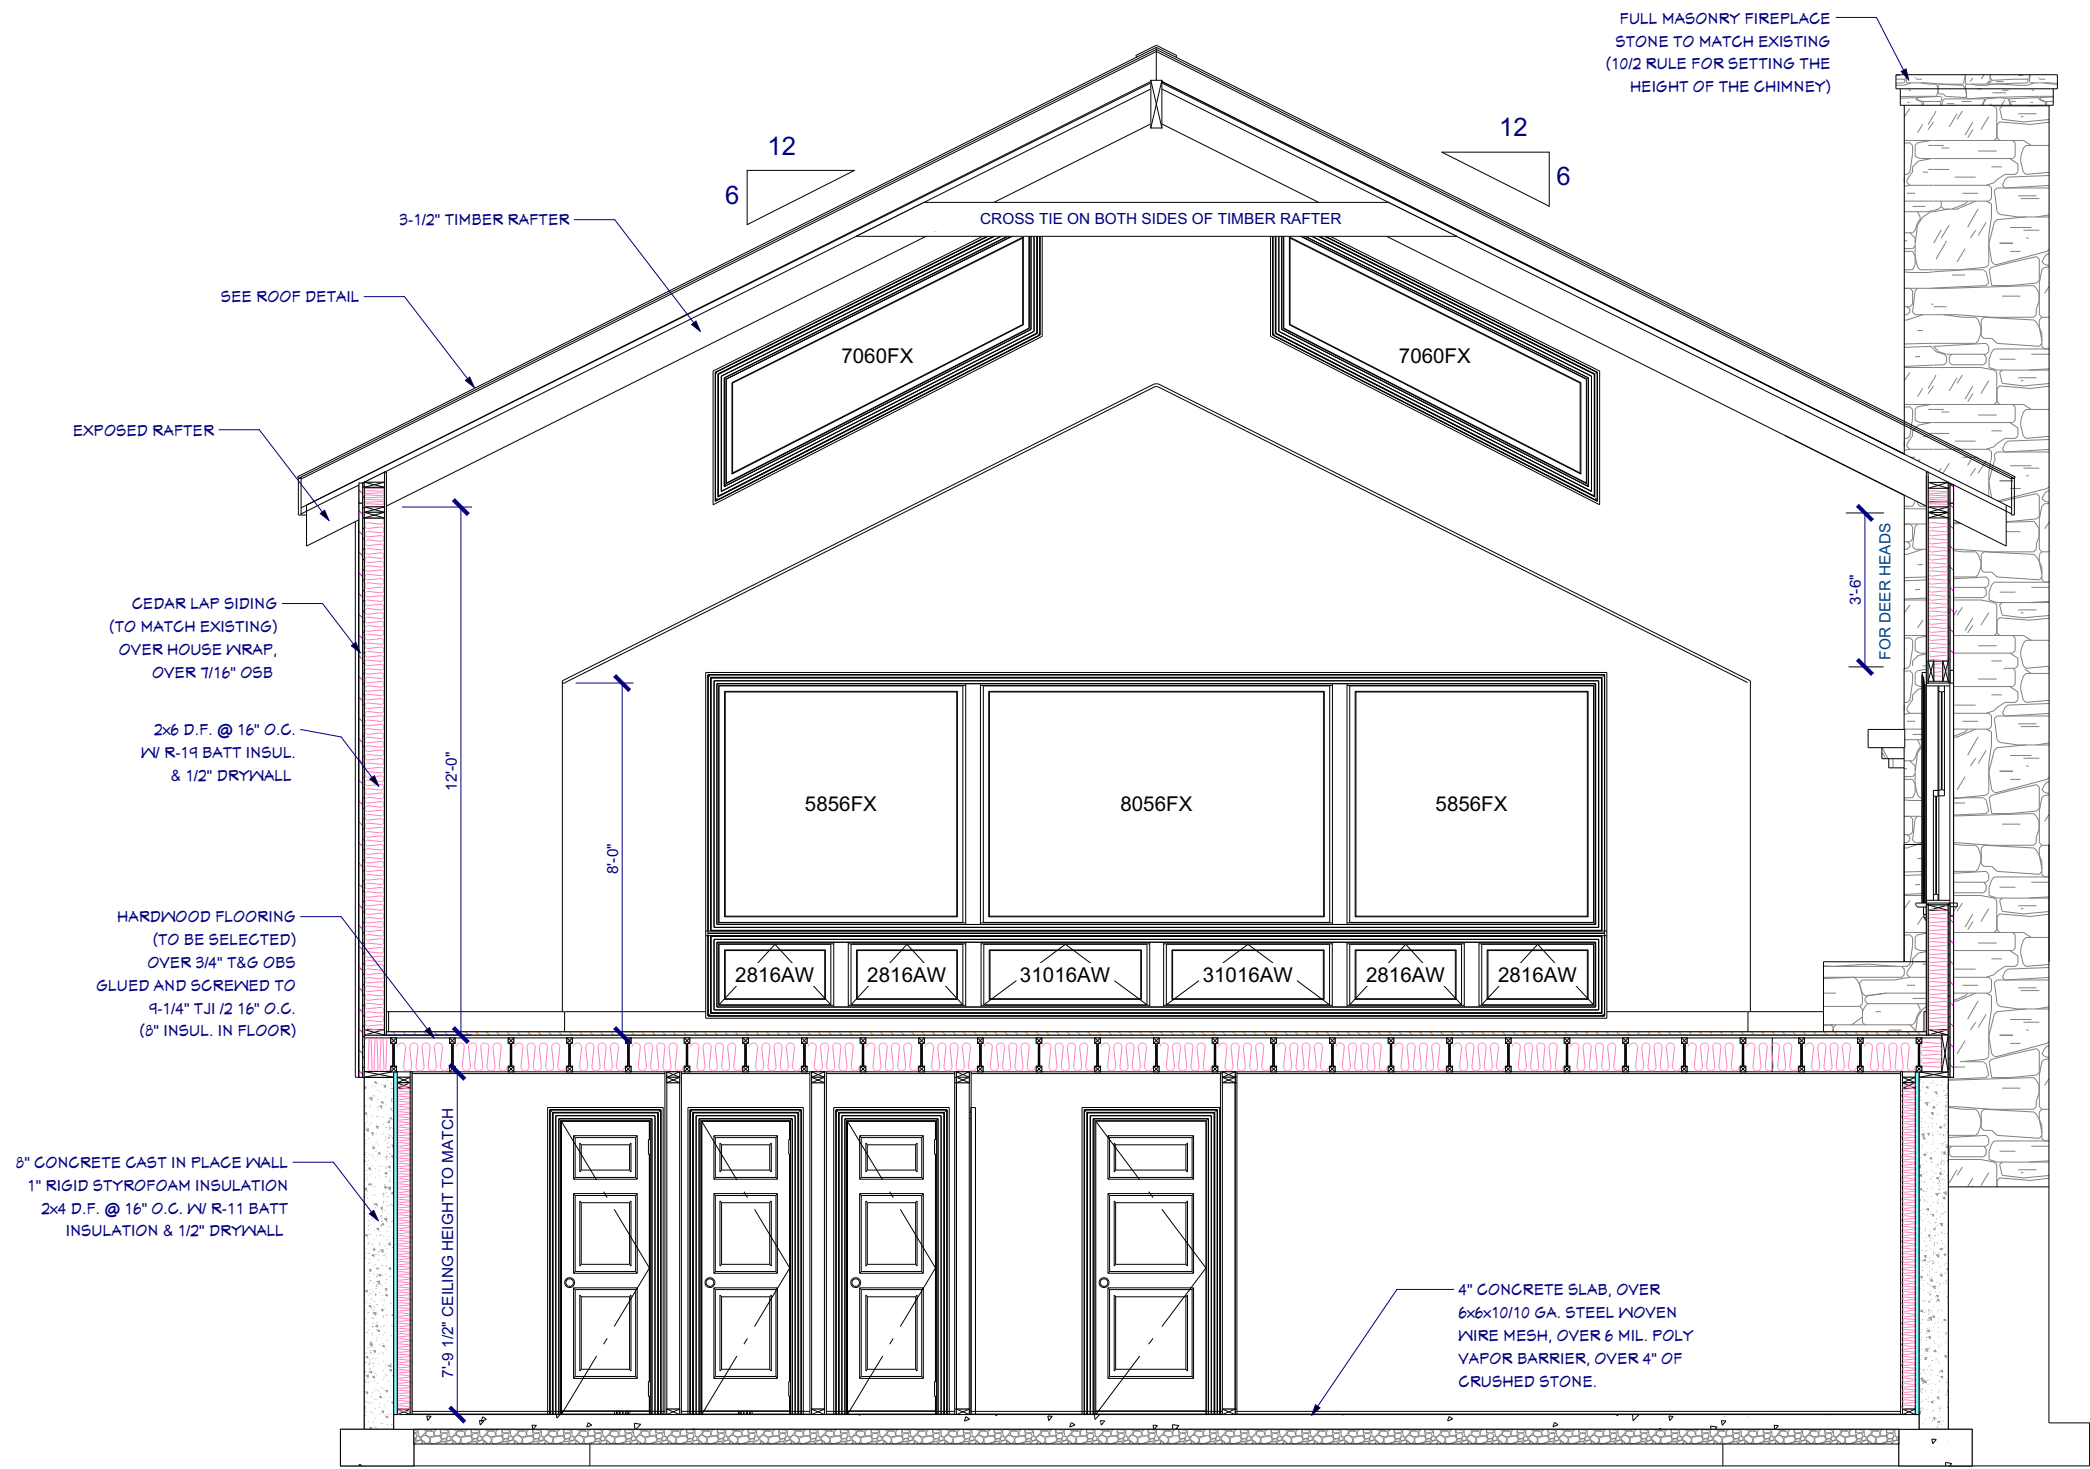 FULL MASONRY FIREPLACE
STONE TO MATCH EXISTING
(10/2 RULE FOR SETTING THE
HEIGHT OF THE CHIMNEY)
12
6
12
6
3-1/2" TIMBER RAFTER
CROSS TIE ON BOTH SIDES OF TIMBER RAFTER
SEE ROOF DETAIL
7060FX
7060FX
EXPOSED RAFTER
CEDAR LAP SIDING
(TO MATCH EXISTING)
OVER HOUSE WRAP,
OVER 7/16" OSB
3'-6"
FOR DEER HEADS
2x6 D.F. @ 16" O.C.
W/ R-19 BATT INSUL.
& 1/2" DRYWALL
12'-0"
8'-0"
5856FX
8056FX
5856FX
HARDWOOD FLOORING
(TO BE SELECTED)
OVER 3/4" T&G OBS
GLUED AND SCREWED TO
9-1/4" TJI /2 16" O.C.
(8" INSUL. IN FLOOR)
2816AW
2816AW
31016AW
31016AW
2816AW
2816AW
8" CONCRETE CAST IN PLACE WALL
1" RIGID STYROFOAM INSULATION
2x4 D.F. @ 16" O.C. W/ R-11 BATT
INSULATION & 1/2" DRYWALL
7'-9 1/2" CEILING HEIGHT TO MATCH
4" CONCRETE SLAB, OVER
6x6x10/10 GA. STEEL WOVEN
WIRE MESH, OVER 6 MIL. POLY
VAPOR BARRIER, OVER 4" OF
CRUSHED STONE.